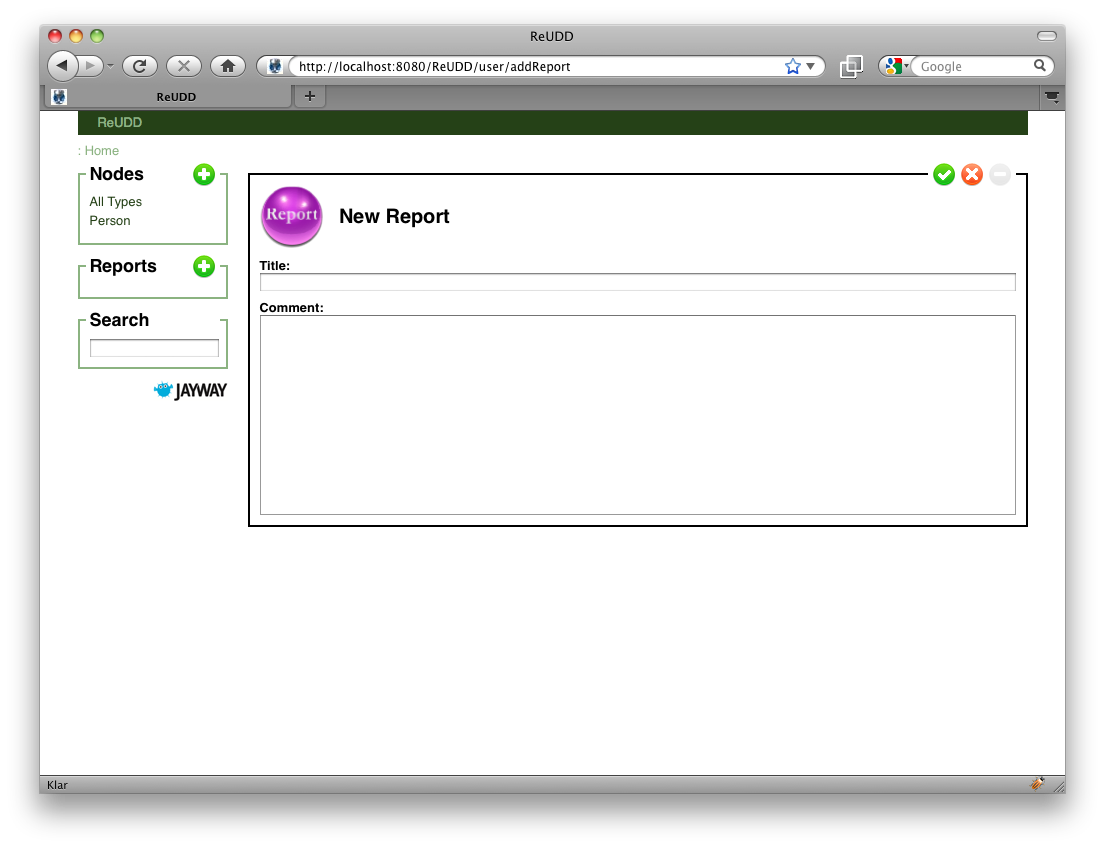 ReUDD
http://localhost:8080/ReUDD/user/addReport
Google
ReUDD
ReUDD
: Home
Nodes
All Types
Person
Reports
Search
JAYWAY
Report
New Report
Title:
Comment:
Klar